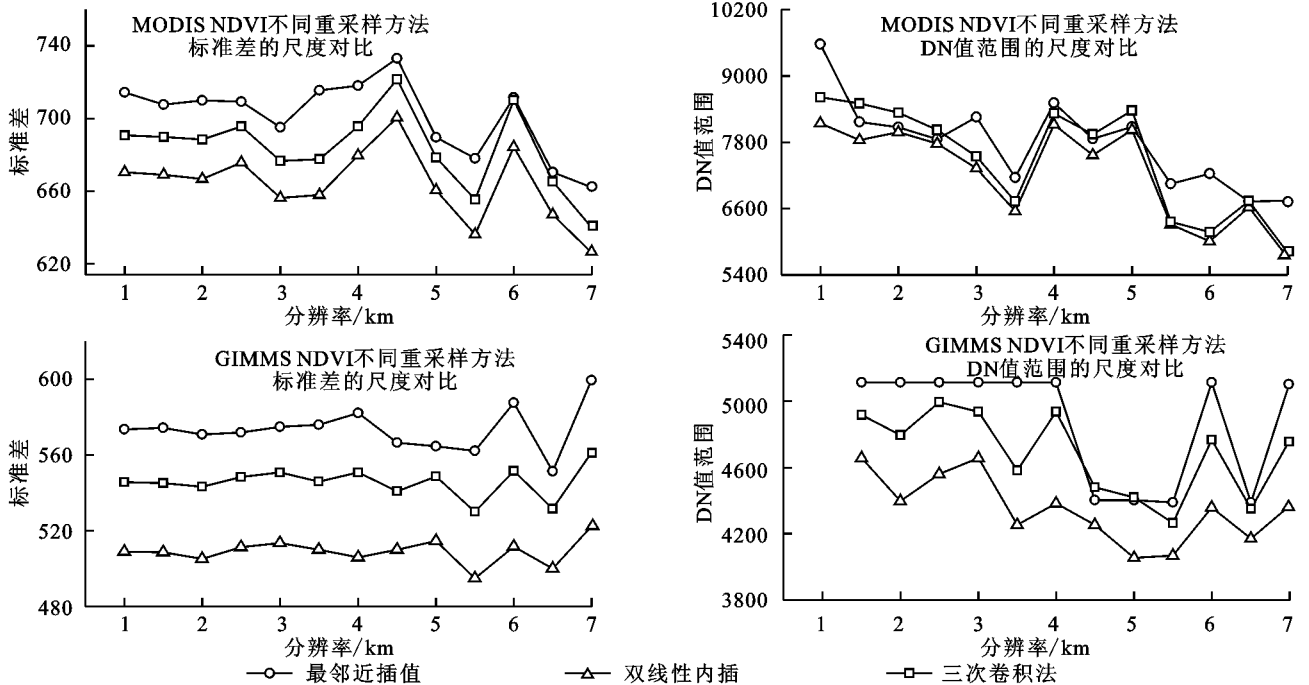 MODIS NDVI不同重采样方法
标准差的尺度对比
740
700
660
620
标准差
1 2 3 4 5 6 7
分辨率/km
MODIS NDVI不同重采样方法
DN值范围的尺度对比
10200
9000
7800
6600
5400
DN值范围
1 2 3 4 5 6 7
分辨率/km
GIMMS NDVI不同重采样方法
标准差的尺度对比
600
560
520
480
标准差
1 2 3 4 5 6 7
分辨率/km
GIMMS NDVI不同重采样方法
DN值范围的尺度对比
5400
5000
4600
4200
3800
DN值范围
1 2 3 4 5 6 7
分辨率/km
最邻近插值 双线性内插 三次卷积法